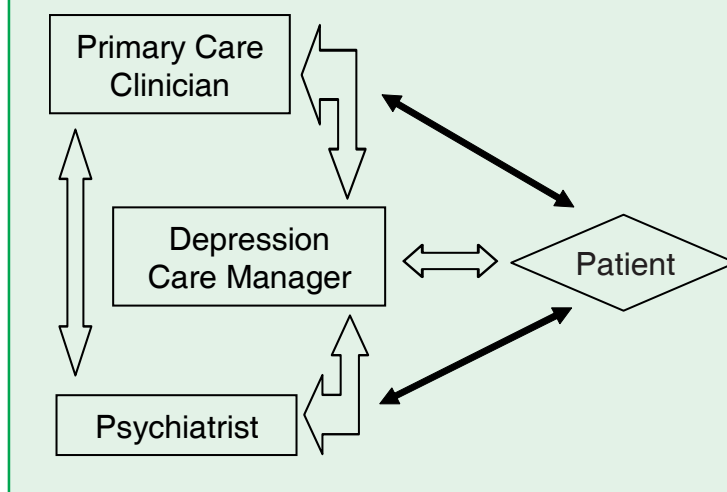 Primary Care
Clinician
Depression
Care Manager
Patient
Psychiatrist